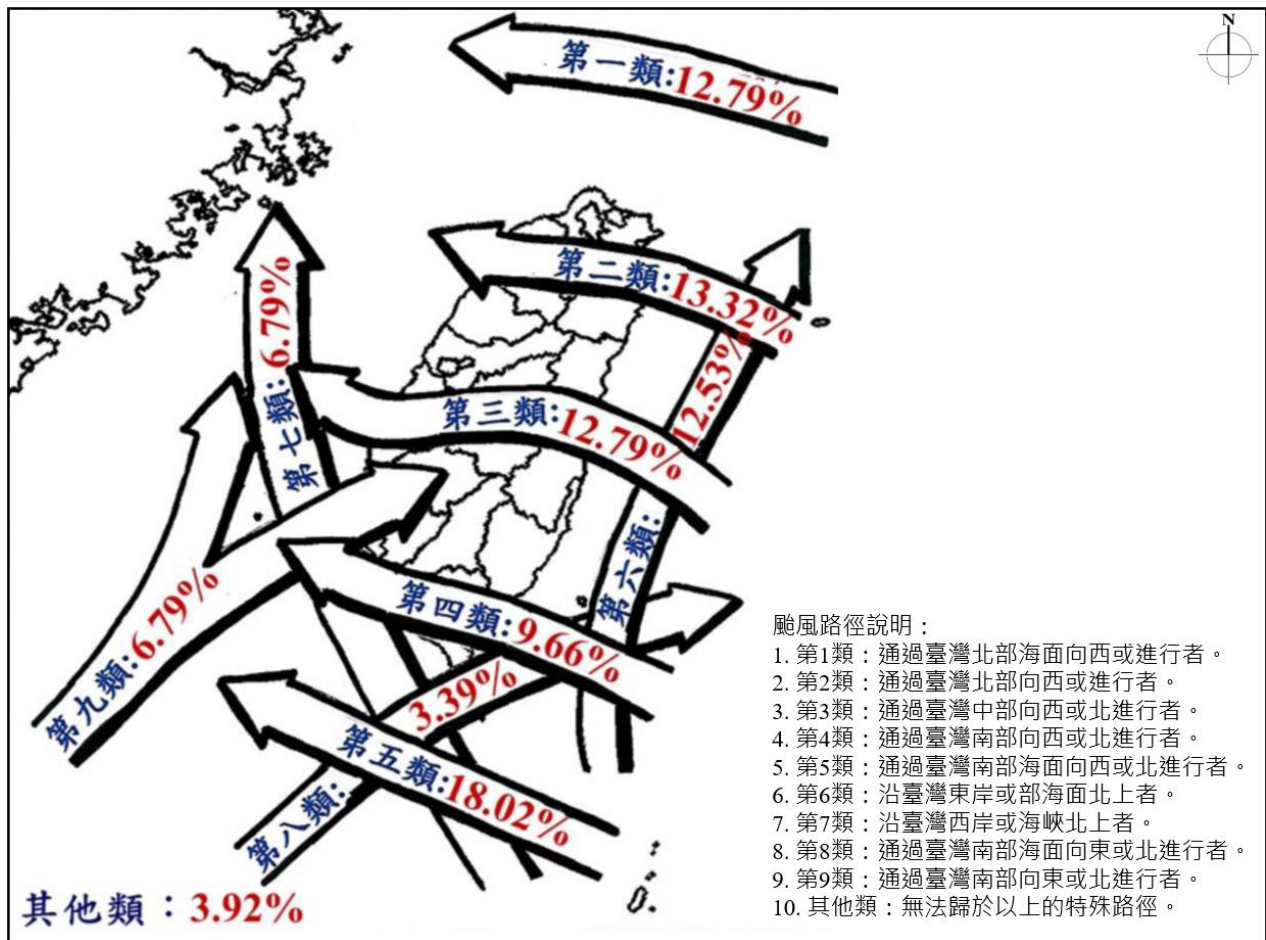 N
第一類:12.79%
第二類:13.32%
12.53%
6.79%
第七類:
第三類:12.79%
第六類:
第四類:9.66%
第九類:6.79%
3.39%
第五類:18.02%
第八類:
其他類：3.92%
颱風路徑說明：
1. 第1類：通過臺灣北部海面向西或進行者。
2. 第2類：通過臺灣北部向西或進行者。
3. 第3類：通過臺灣中部向西或北進行者。
4. 第4類：通過臺灣南部向西或北進行者。
5. 第5類：通過臺灣南部海面向西或北進行者。
6. 第6類：沿臺灣東岸或部海面北上者。
7. 第7類：沿臺灣西岸或海峽北上者。
8. 第8類：通過臺灣南部海面向東或北進行者。
9. 第9類：通過臺灣南部向東或北進行者。
10. 其他類：無法歸於以上的特殊路徑。